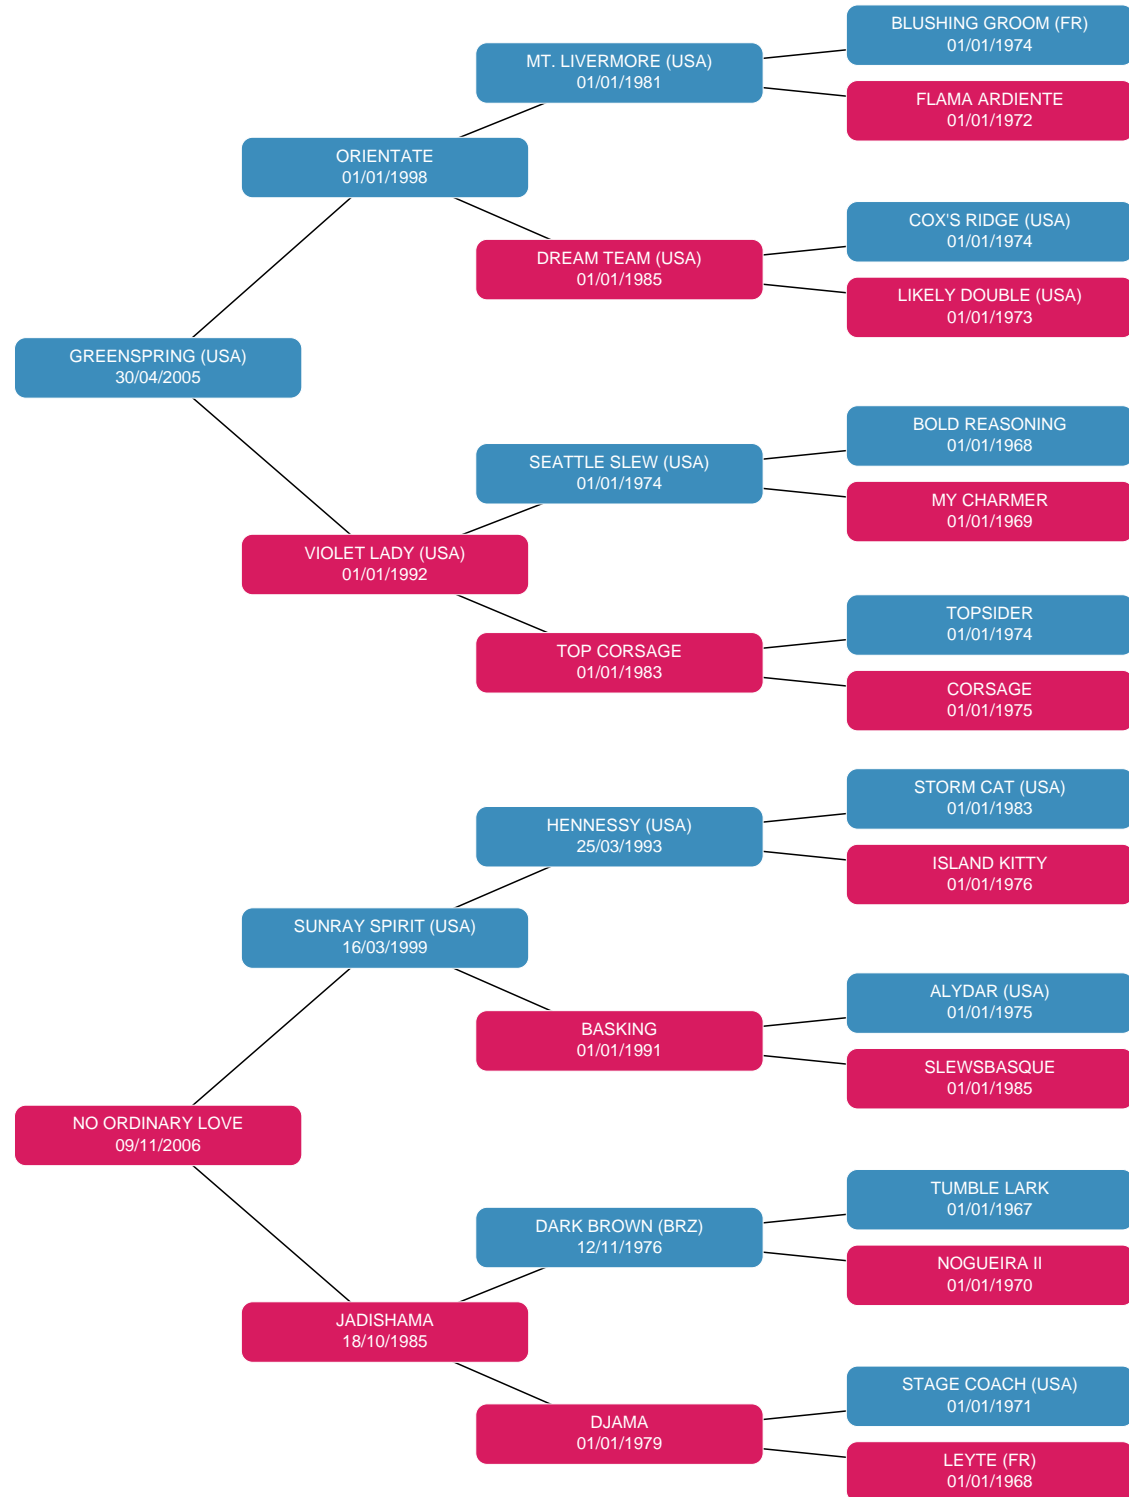 BLUSHING GROOM (FR)
01/01/1974
MT. LIVERMORE (USA)
01/01/1981
FLAMA ARDIENTE
01/01/1972
ORIENTATE
01/01/1998
COX'S RIDGE (USA)
01/01/1974
DREAM TEAM (USA)
01/01/1985
LIKELY DOUBLE (USA)
01/01/1973
GREENSPRING (USA)
30/04/2005
BOLD REASONING
01/01/1968
SEATTLE SLEW (USA)
01/01/1974
MY CHARMER
01/01/1969
VIOLET LADY (USA)
01/01/1992
TOPSIDER
01/01/1974
TOP CORSAGE
01/01/1983
CORSAGE
01/01/1975
STORM CAT (USA)
01/01/1983
HENNESSY (USA)
25/03/1993
ISLAND KITTY
01/01/1976
SUNRAY SPIRIT (USA)
16/03/1999
ALYDAR (USA)
01/01/1975
BASKING
01/01/1991
SLEWSBASQUE
01/01/1985
NO ORDINARY LOVE
09/11/2006
TUMBLE LARK
01/01/1967
DARK BROWN (BRZ)
12/11/1976
NOGUEIRA II
01/01/1970
JADISHAMA
18/10/1985
STAGE COACH (USA)
01/01/1971
DJAMA
01/01/1979
LEYTE (FR)
01/01/1968